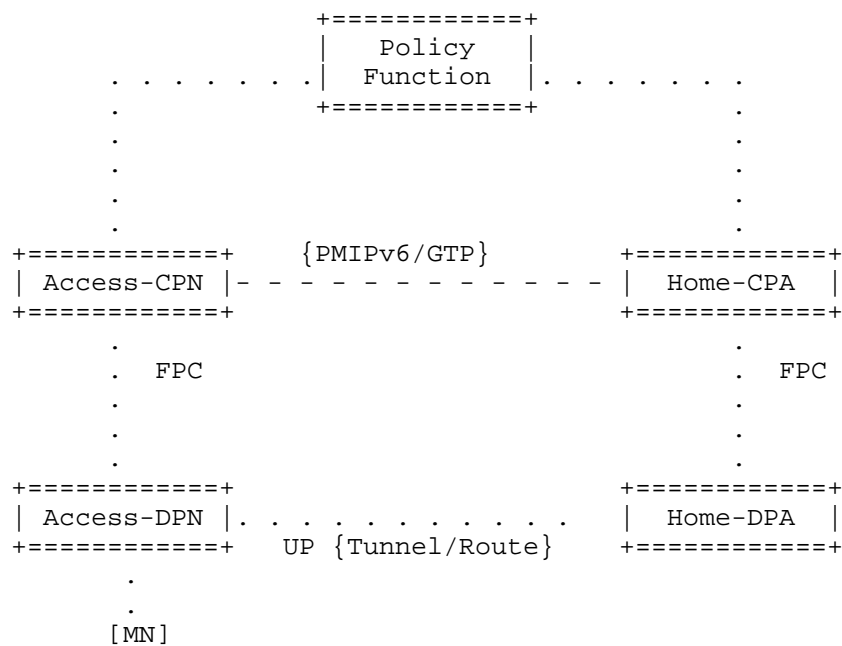 Policy
Function
{PMIPv6/GTP}
Access-CPN
Home-CPA
FPC
FPC
Access-DPN
Home-DPA
UP {Tunnel/Route}
[MN]